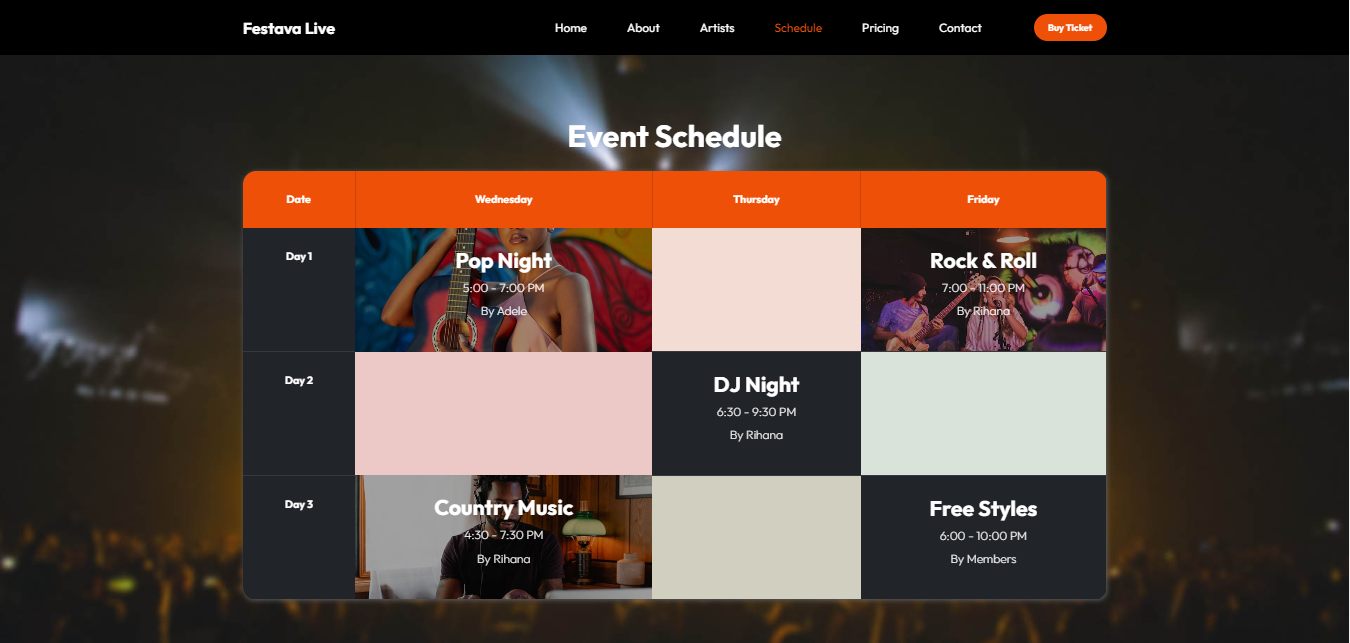 Festava Live
Home
About
Artists
Schedule
Pricing
Contact
Buy Ticket
Event Schedule
Date
Wednesday
Thursday
Friday
Day 1
Pop Night
5:00 - 7:00 PM
By Adele
Rock & Roll
7:00 - 11:00 PM
By Rihana
Day 2
DJ Night
6:30 - 9:30 PM
By Rihana
Day 3
Country Music
4:30 - 7:30 PM
By Rihana
Free Styles
6:00 - 10:00 PM
By Members